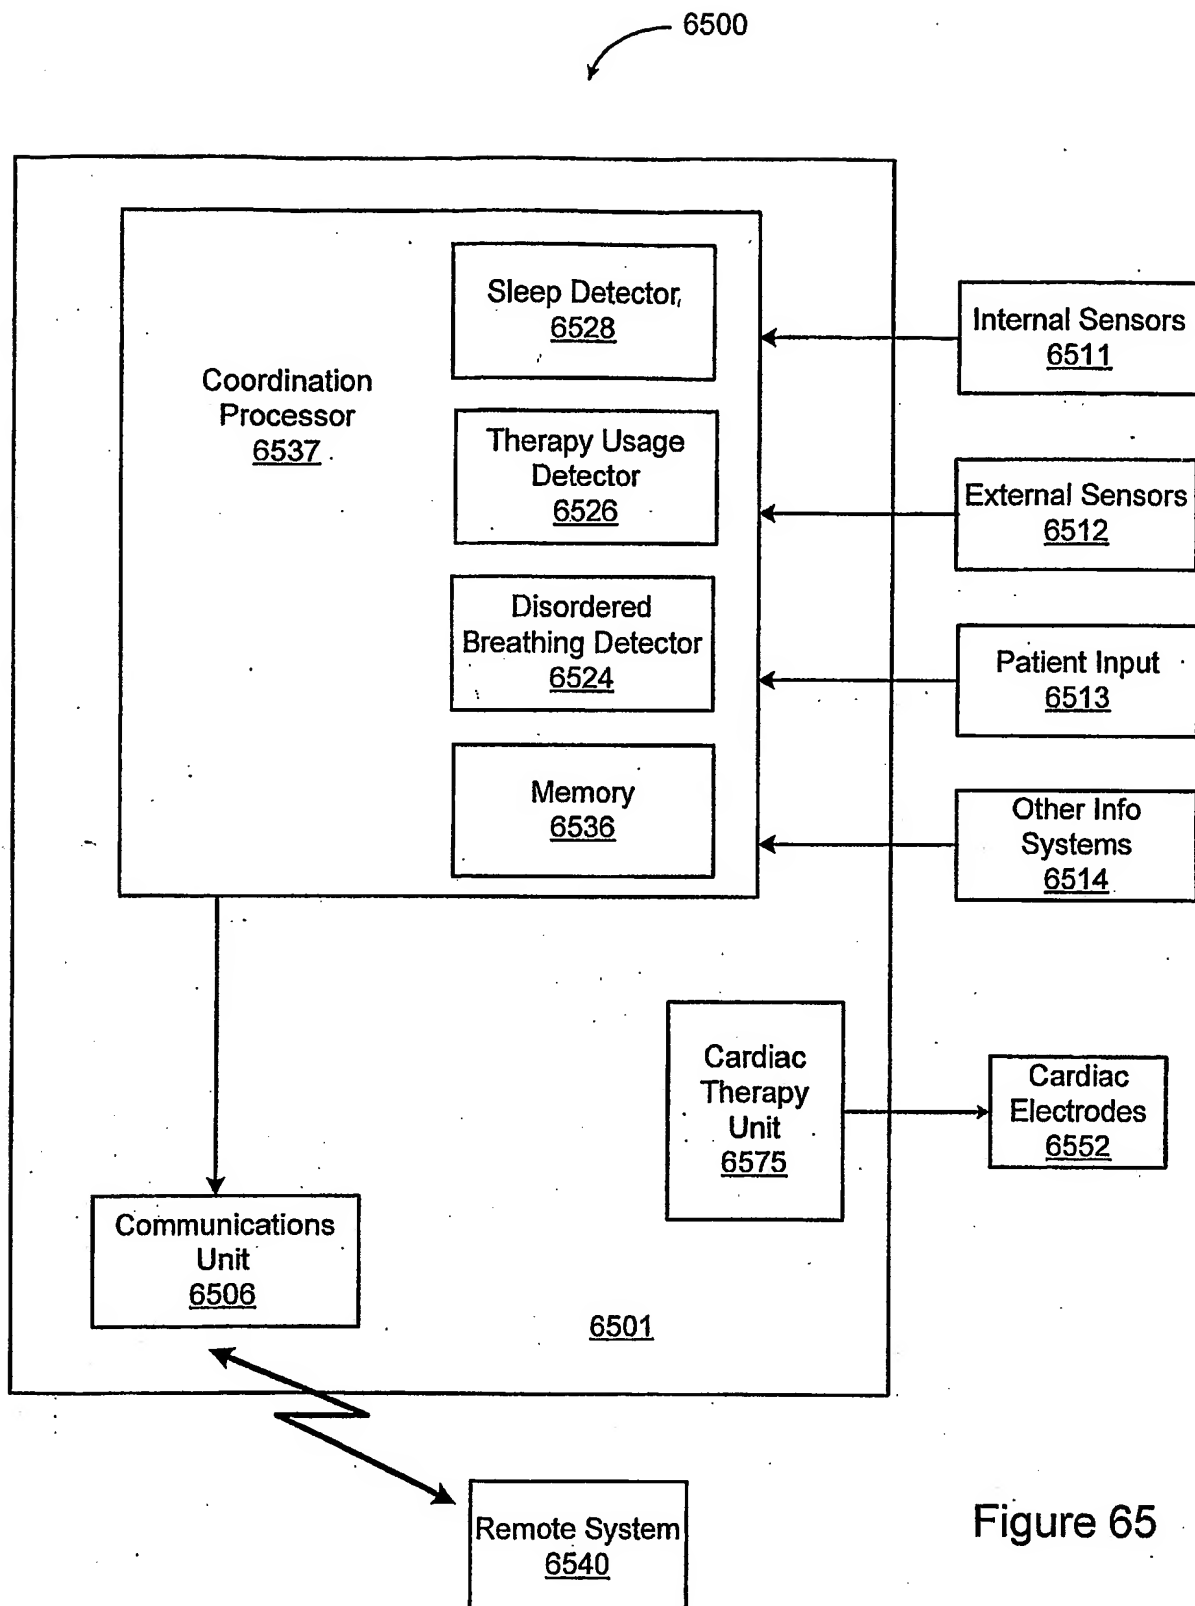 6500
Sleep Detector
6528
Coordination
Processor
6537
Therapy Usage
Detector
6526
Disordered
Breathing Detector
6524
Memory
6536
Internal Sensors
6511
External Sensors
6512
Patient Input
6513
Other Info
Systems
6514
Cardiac
Therapy
Unit
6575
Cardiac
Electrodes
6552
Communications
Unit
6506
6501
Remote System
6540
Figure 65